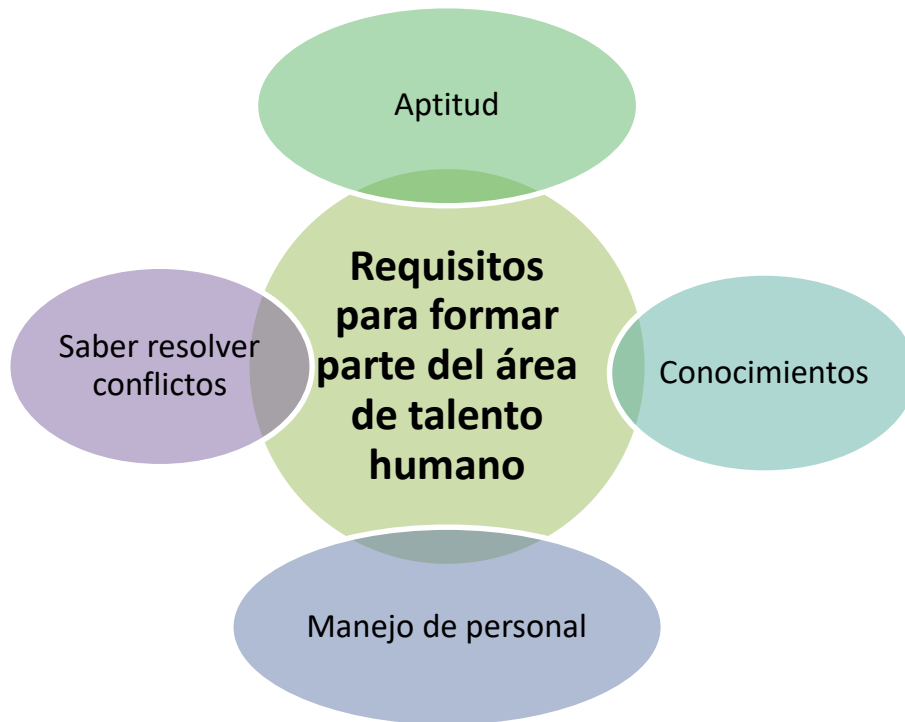 Aptitud
Requisitos
para formar
parte del área
de talento
humano
Saber resolver
conflictos
Conocimientos
Manejo de personal